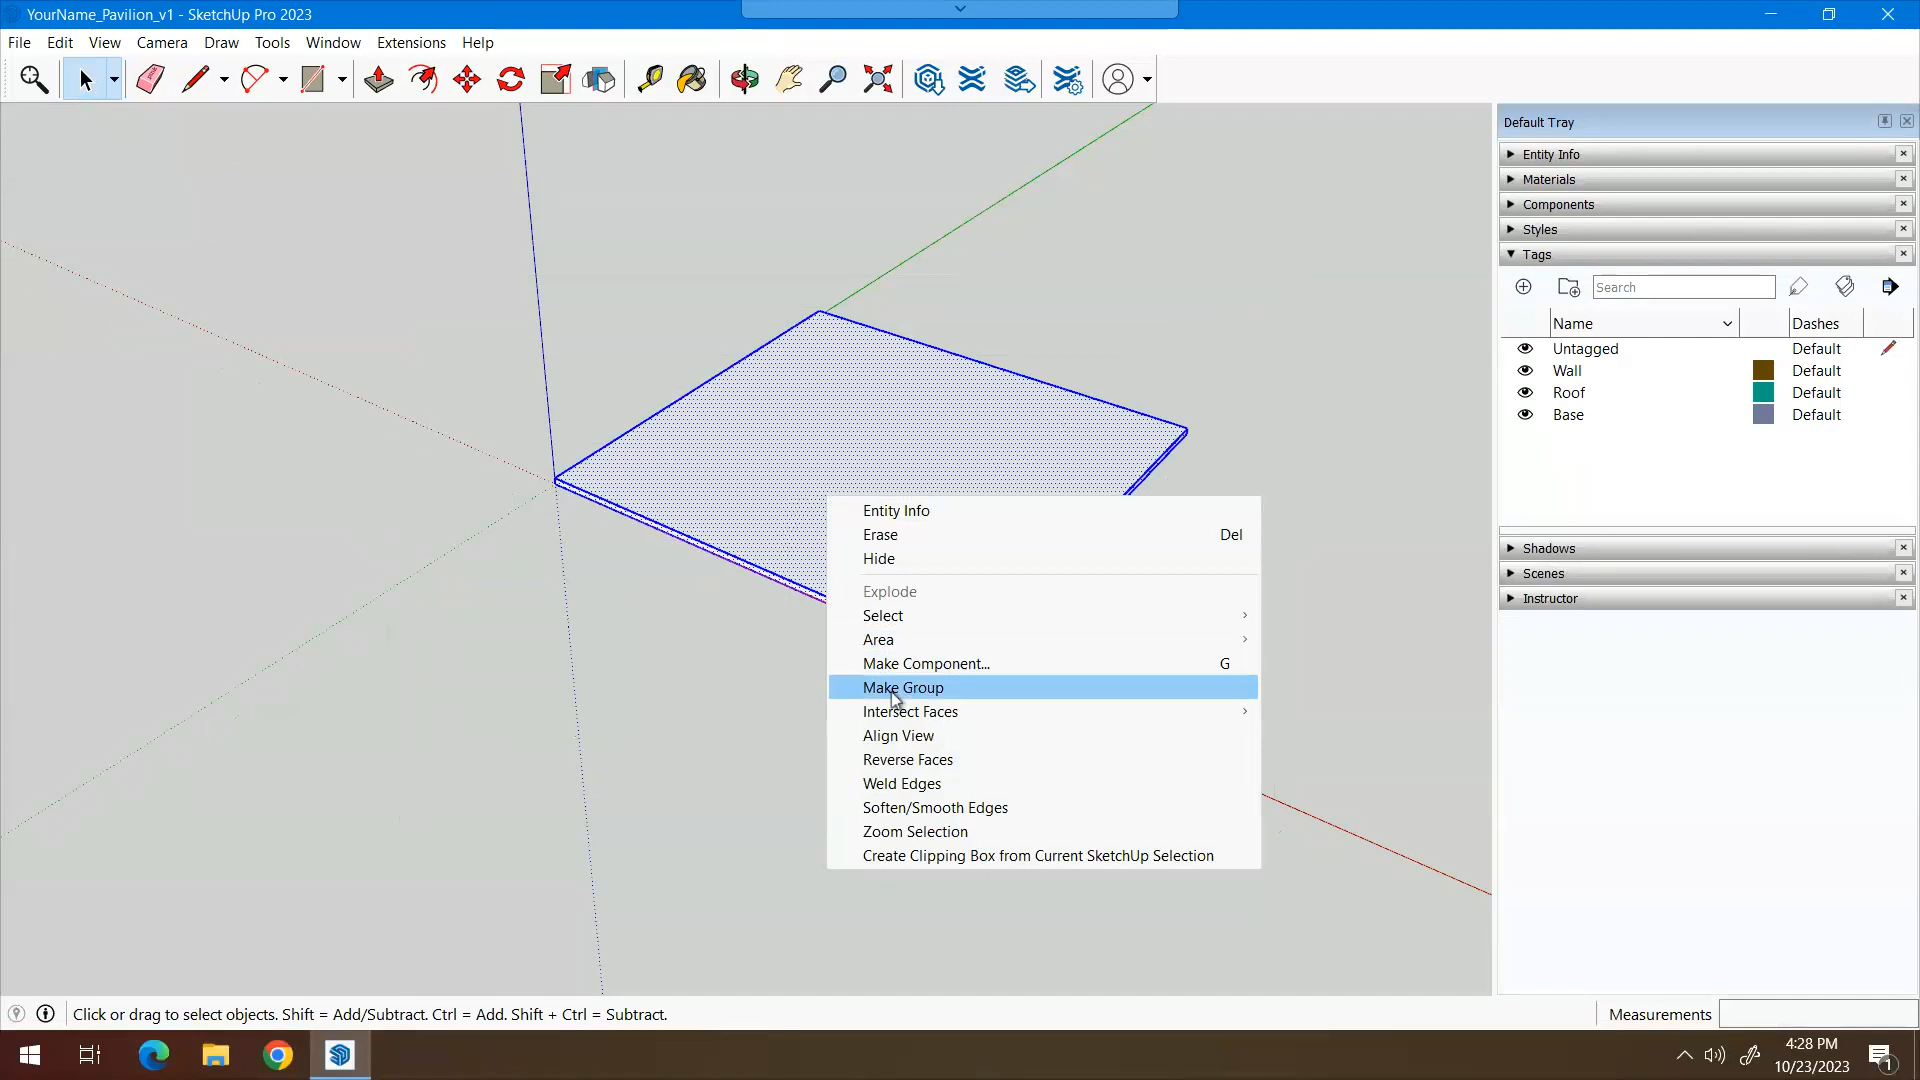 YourName_Pavilion_v1 - SketchUp Pro 2023
File Edit View Camera Draw Tools Window Extensions Help
Default Tray
Entity Info
Materials
Components
Styles
Tags
Search
Name Dashes
Untagged Default
Wall Default
Roof Default
Base Default
Shadows
Scenes
Instructor
Entity Info
Erase Del
Hide
Explode
Select
Area
Make Component... G
Make Group
Intersect Faces
Align View
Reverse Faces
Weld Edges
Soften/Smooth Edges
Zoom Selection
Create Clipping Box from Current SketchUp Selection
Click or drag to select objects. Shift = Add/Subtract. Ctrl = Add. Shift + Ctrl = Subtract.
Measurements
4:28 PM
10/23/2023
1